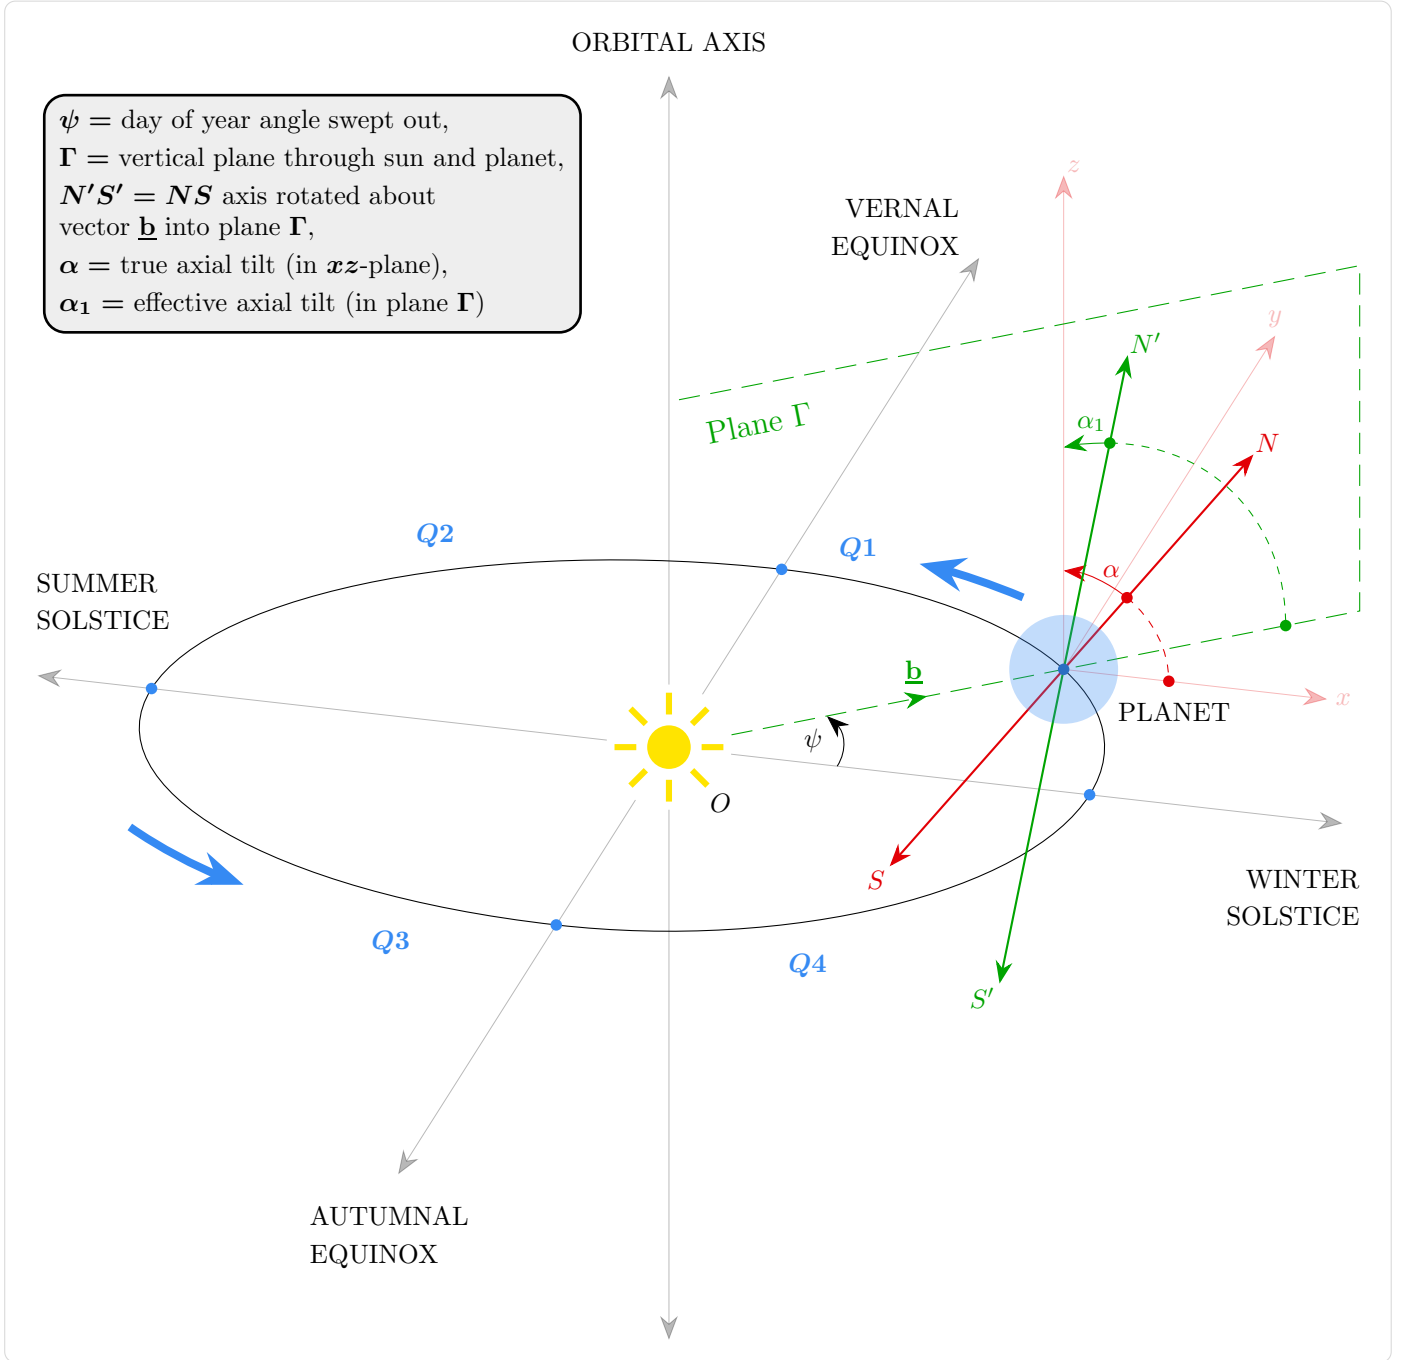 ORBITAL AXIS
ψ = day of year angle swept out,
Γ = vertical plane through sun and planet,
N′S′ = NS axis rotated about
vector b into plane Γ,
α = true axial tilt (in xz-plane),
α₁ = effective axial tilt (in plane Γ)
z
VERNAL
EQUINOX
y
N′
Plane Γ
α₁
N
Q2
Q1
α
SUMMER
SOLSTICE
b
x
PLANET
ψ
O
S
WINTER
SOLSTICE
Q3
Q4
S′
AUTUMNAL
EQUINOX